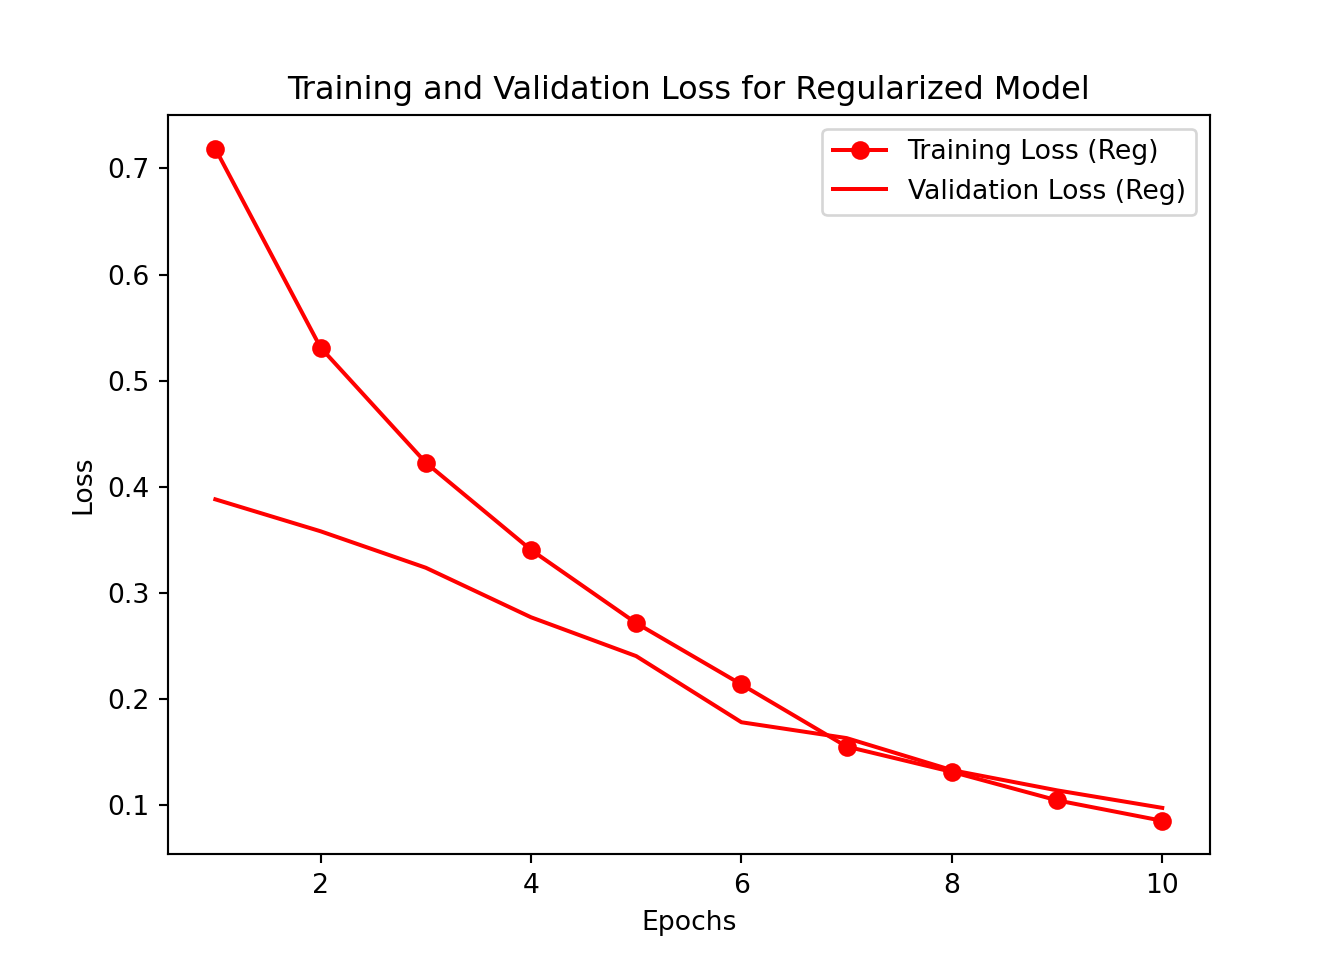 Training and Validation Loss for Regularized Model
Training Loss (Reg)
Validation Loss (Reg)
Loss
0.7
0.6
0.5
0.4
0.3
0.2
0.1
2 4 6 8 10
Epochs